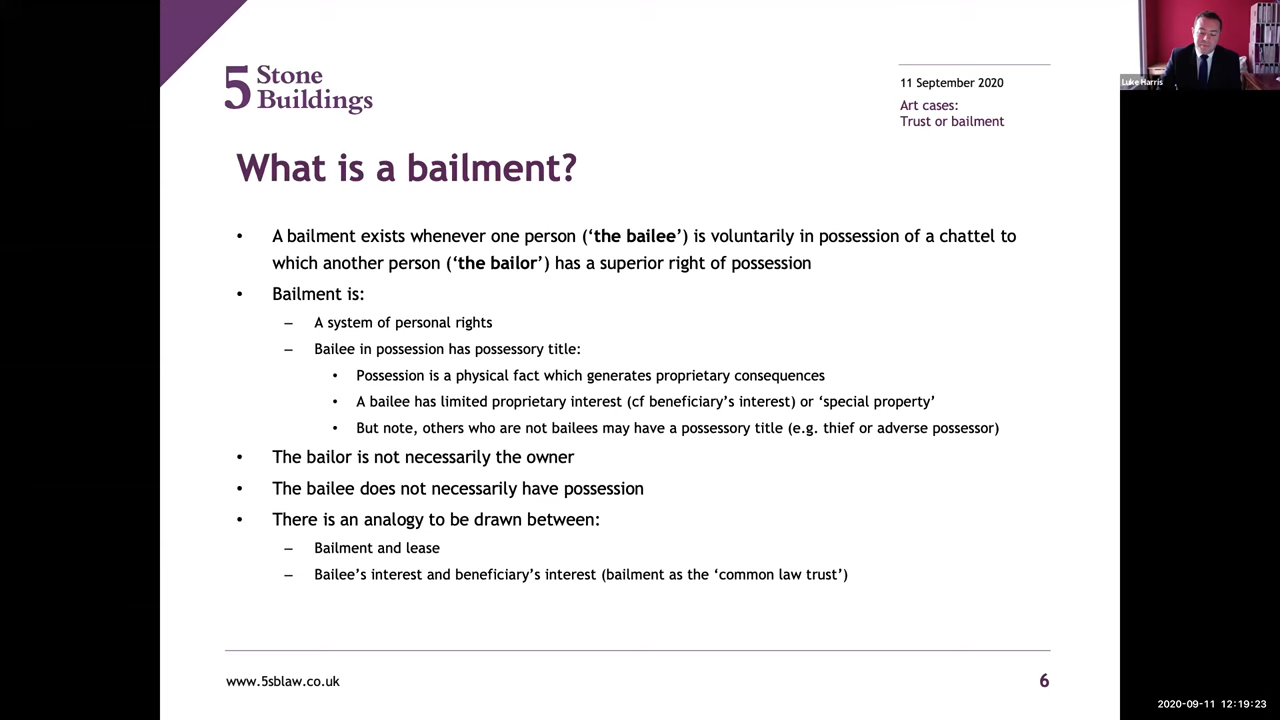 5 Stone
Buildings
11 September 2020
Art cases:
Trust or bailment
Luke Harris
What is a bailment?
• A bailment exists whenever one person (‘the bailee’) is voluntarily in possession of a chattel to
which another person (‘the bailor’) has a superior right of possession
• Bailment is:
– A system of personal rights
– Bailee in possession has possessory title:
• Possession is a physical fact which generates proprietary consequences
• A bailee has limited proprietary interest (cf beneficiary’s interest) or ‘special property’
• But note, others who are not bailees may have a possessory title (e.g. thief or adverse possessor)
• The bailor is not necessarily the owner
• The bailee does not necessarily have possession
• There is an analogy to be drawn between:
– Bailment and lease
– Bailee’s interest and beneficiary’s interest (bailment as the ‘common law trust’)
www.5sblaw.co.uk
6
2020-09-11 12:19:23